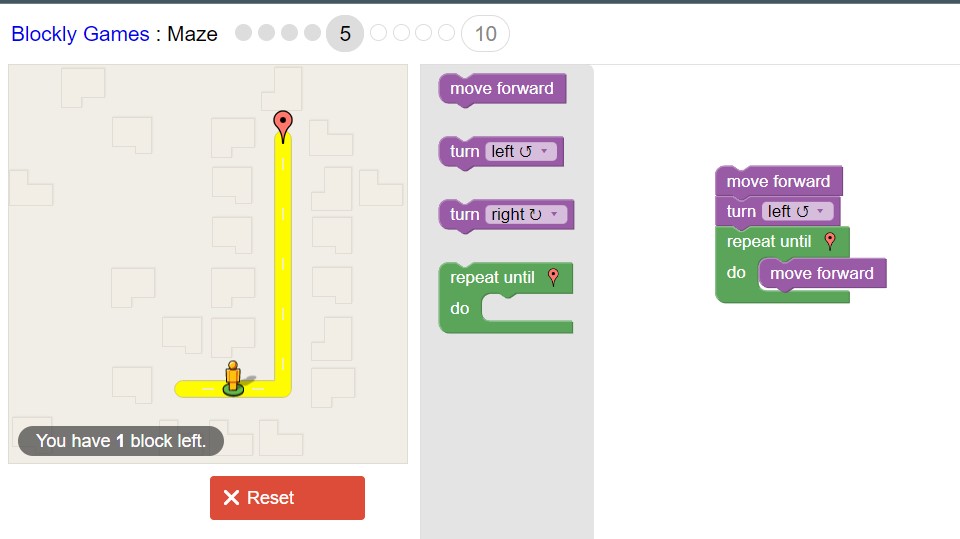 Blockly Games : Maze 5 10
move forward
turn left ↺
turn right ↻
repeat until
do
move forward
turn left ↺
repeat until
do move forward
You have 1 block left.
Reset